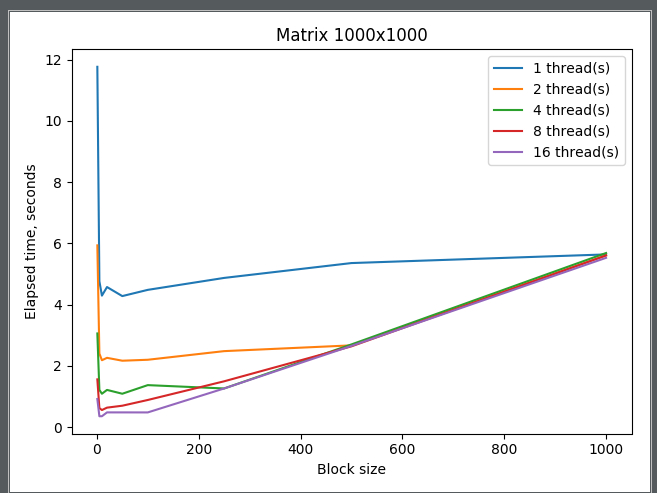 Matrix 1000x1000
12
10
8
6
4
2
0
Elapsed time, seconds
1 thread(s)
2 thread(s)
4 thread(s)
8 thread(s)
16 thread(s)
0 200 400 600 800 1000
Block size